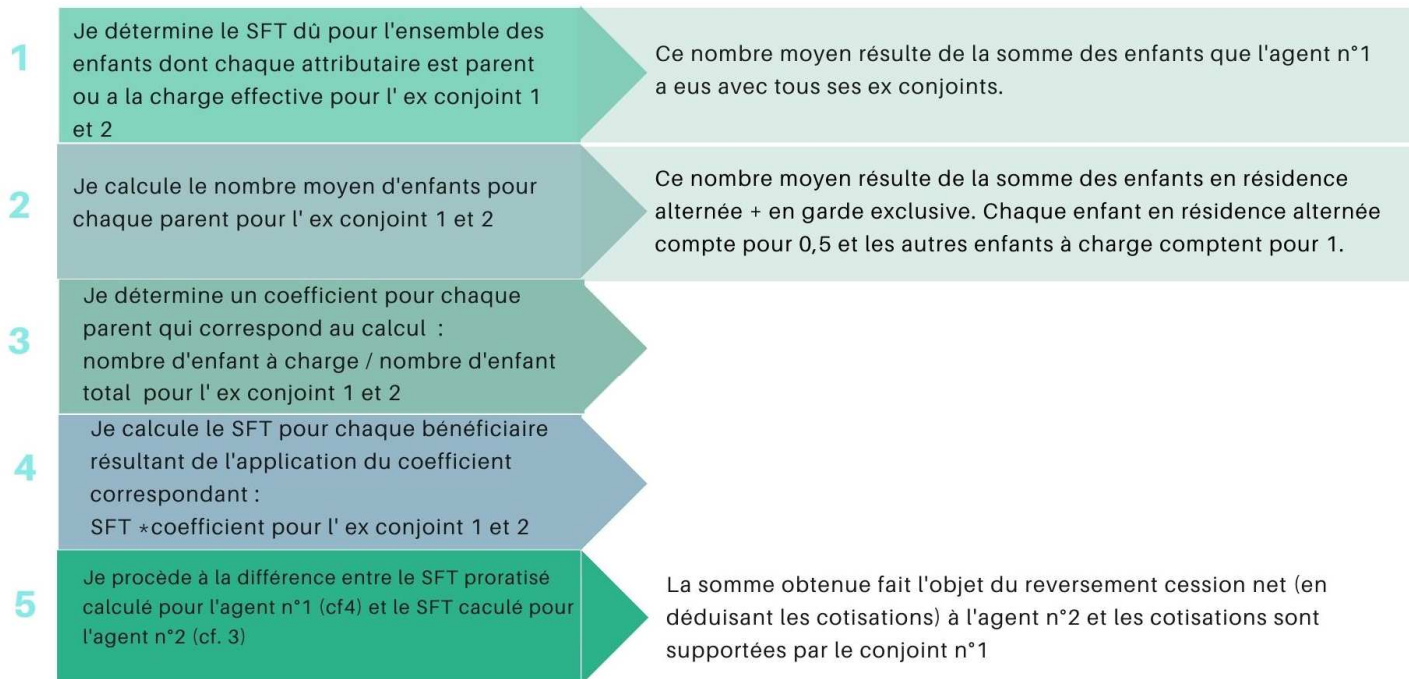 1
Je détermine le SFT dû pour l'ensemble des
enfants dont chaque attributaire est parent
ou a la charge effective pour l' ex conjoint 1
et 2
Ce nombre moyen résulte de la somme des enfants que l'agent n°1
a eus avec tous ses ex conjoints.
2
Je calcule le nombre moyen d'enfants pour
chaque parent pour l' ex conjoint 1 et 2
Ce nombre moyen résulte de la somme des enfants en résidence
alternée + en garde exclusive. Chaque enfant en résidence alternée
compte pour 0,5 et les autres enfants à charge comptent pour 1.
3
Je détermine un coefficient pour chaque
parent qui correspond au calcul :
nombre d'enfant à charge / nombre d'enfant
total pour l' ex conjoint 1 et 2
4
Je calcule le SFT pour chaque bénéficiaire
résultant de l'application du coefficient
correspondant :
SFT *coefficient pour l' ex conjoint 1 et 2
5
Je procède à la différence entre le SFT proratisé
calculé pour l'agent n°1 (cf4) et le SFT caculé pour
l'agent n°2 (cf. 3)
La somme obtenue fait l'objet du reversement cession net (en
déduisant les cotisations) à l'agent n°2 et les cotisations sont
supportées par le conjoint n°1